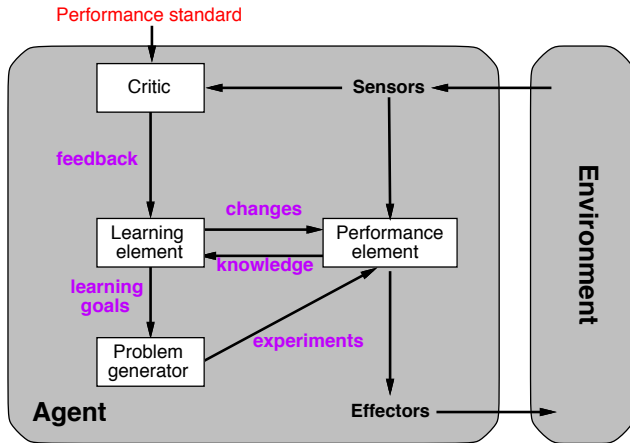 Performance standard
Critic
Sensors
feedback
changes
Learning
element
Performance
element
knowledge
learning
goals
Problem
generator
experiments
Agent
Effectors
Environment